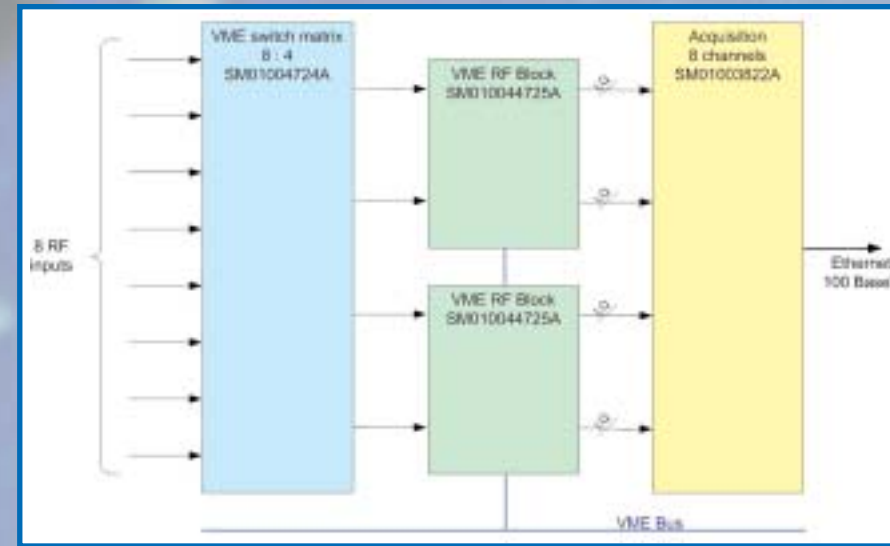 VME switch matrix
8 : 4
SM01004724A
VME RF Block
SM010044725A
Acquisition
8 channels
SM01003822A
8 RF
inputs
VME RF Block
SM010044725A
Ethernet
100 Base
VME Bus